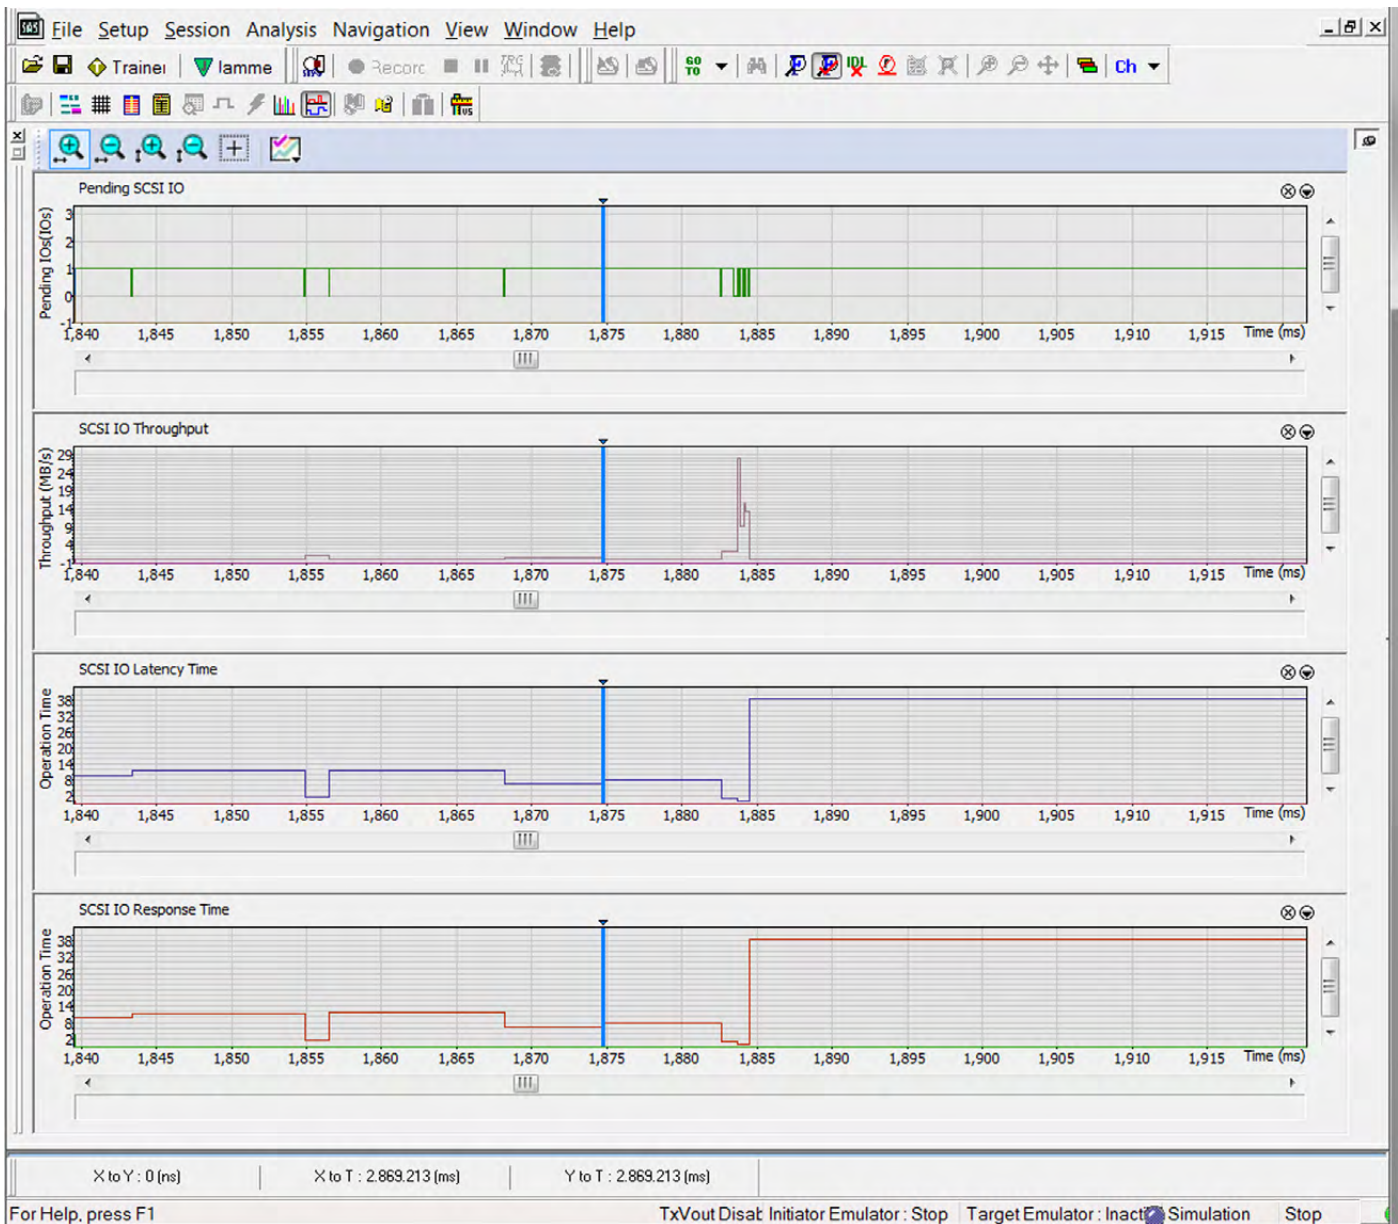 SAS File Setup Session Analysis Navigation View Window Help
Trainer Jamme Record GO TO IDL Ch
Pending SCSI IO
Pending IOs(IOs)
3
2
1
0
-1
1,840 1,845 1,850 1,855 1,860 1,865 1,870 1,875 1,880 1,885 1,890 1,895 1,900 1,905 1,910 1,915 Time (ms)
SCSI IO Throughput
Throughput (MB/s)
29
24
19
14
9
4
-1
1,840 1,845 1,850 1,855 1,860 1,865 1,870 1,875 1,880 1,885 1,890 1,895 1,900 1,905 1,910 1,915 Time (ms)
SCSI IO Latency Time
Operation Time
38
32
26
20
14
8
2
1,840 1,845 1,850 1,855 1,860 1,865 1,870 1,875 1,880 1,885 1,890 1,895 1,900 1,905 1,910 1,915 Time (ms)
SCSI IO Response Time
Operation Time
38
32
26
20
14
8
2
1,840 1,845 1,850 1,855 1,860 1,865 1,870 1,875 1,880 1,885 1,890 1,895 1,900 1,905 1,910 1,915 Time (ms)
X to Y : 0 (ns) X to T : 2.869.213 (ms) Y to T : 2.869.213 (ms)
For Help, press F1 TxVout Disab Initiator Emulator : Stop Target Emulator : Inacti Simulation Stop